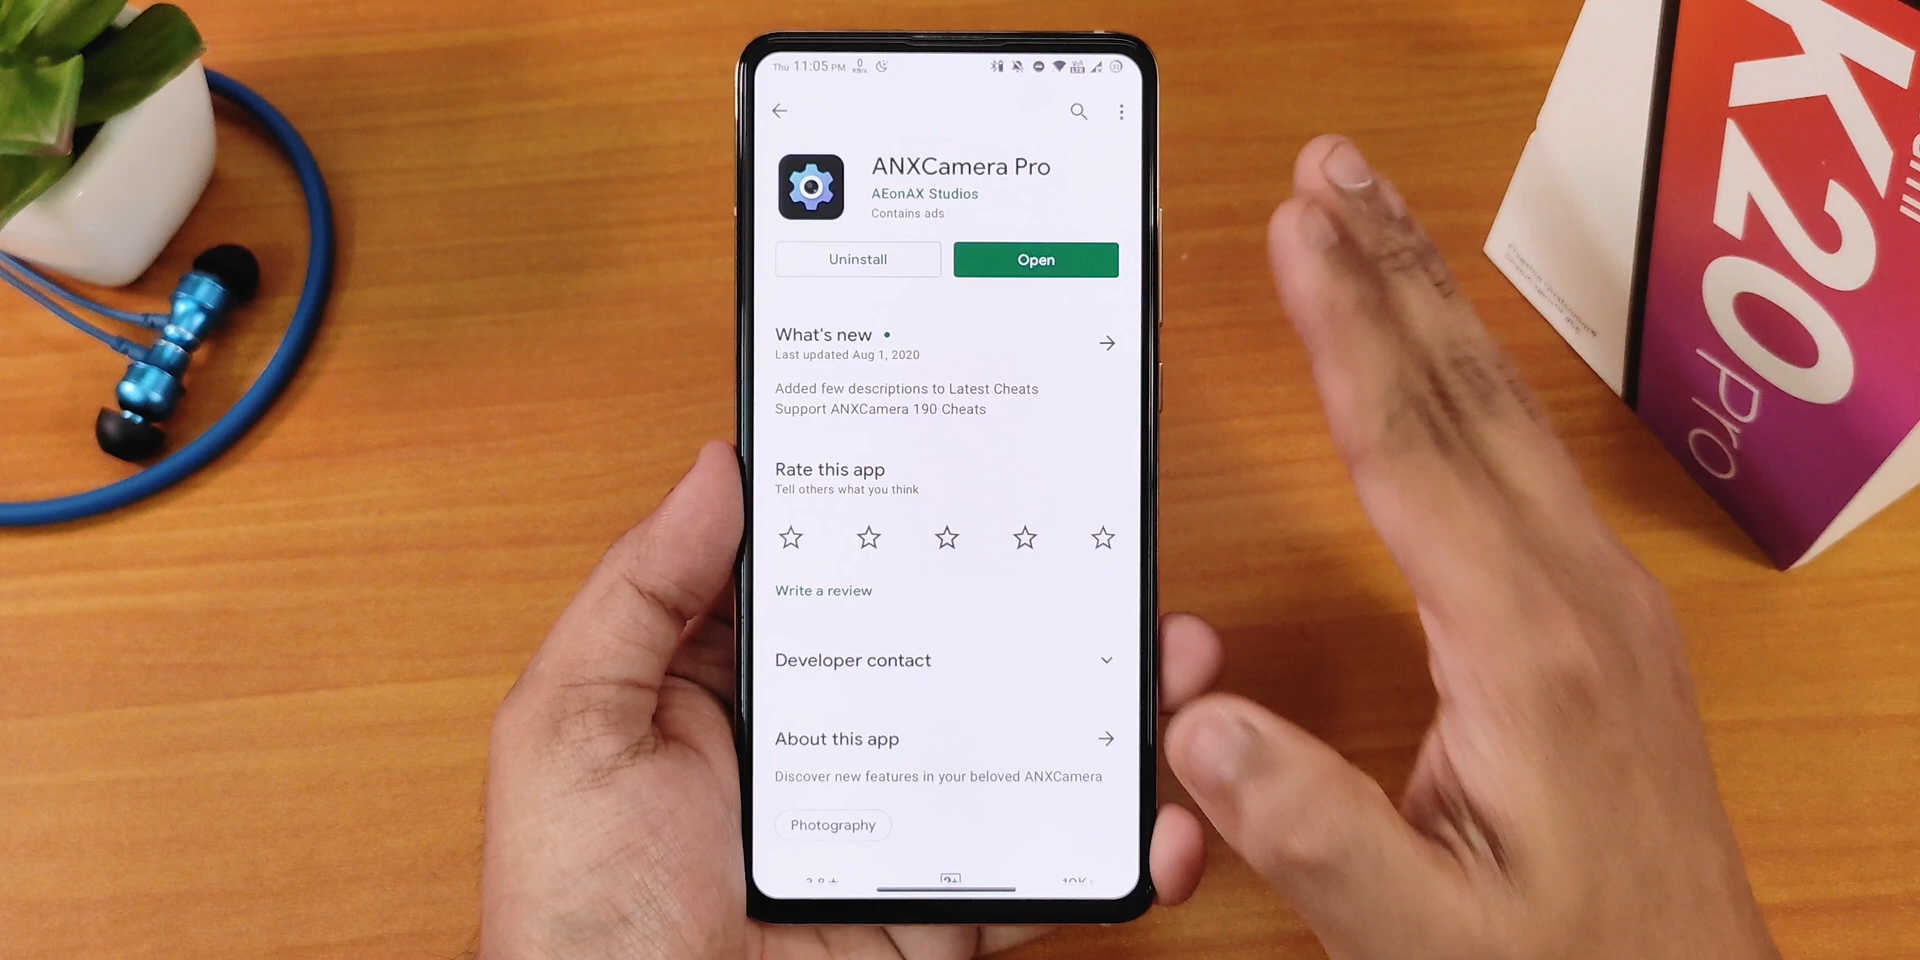 Thu 11:05 PM
ANXCamera Pro
AEonAX Studios
Contains ads
Uninstall
Open
What's new
Last updated Aug 1, 2020
Added few descriptions to Latest Cheats
Support ANXCamera 190 Cheats
Rate this app
Tell others what you think
Write a review
Developer contact
About this app
Discover new features in your beloved ANXCamera
Photography
K20
Pro